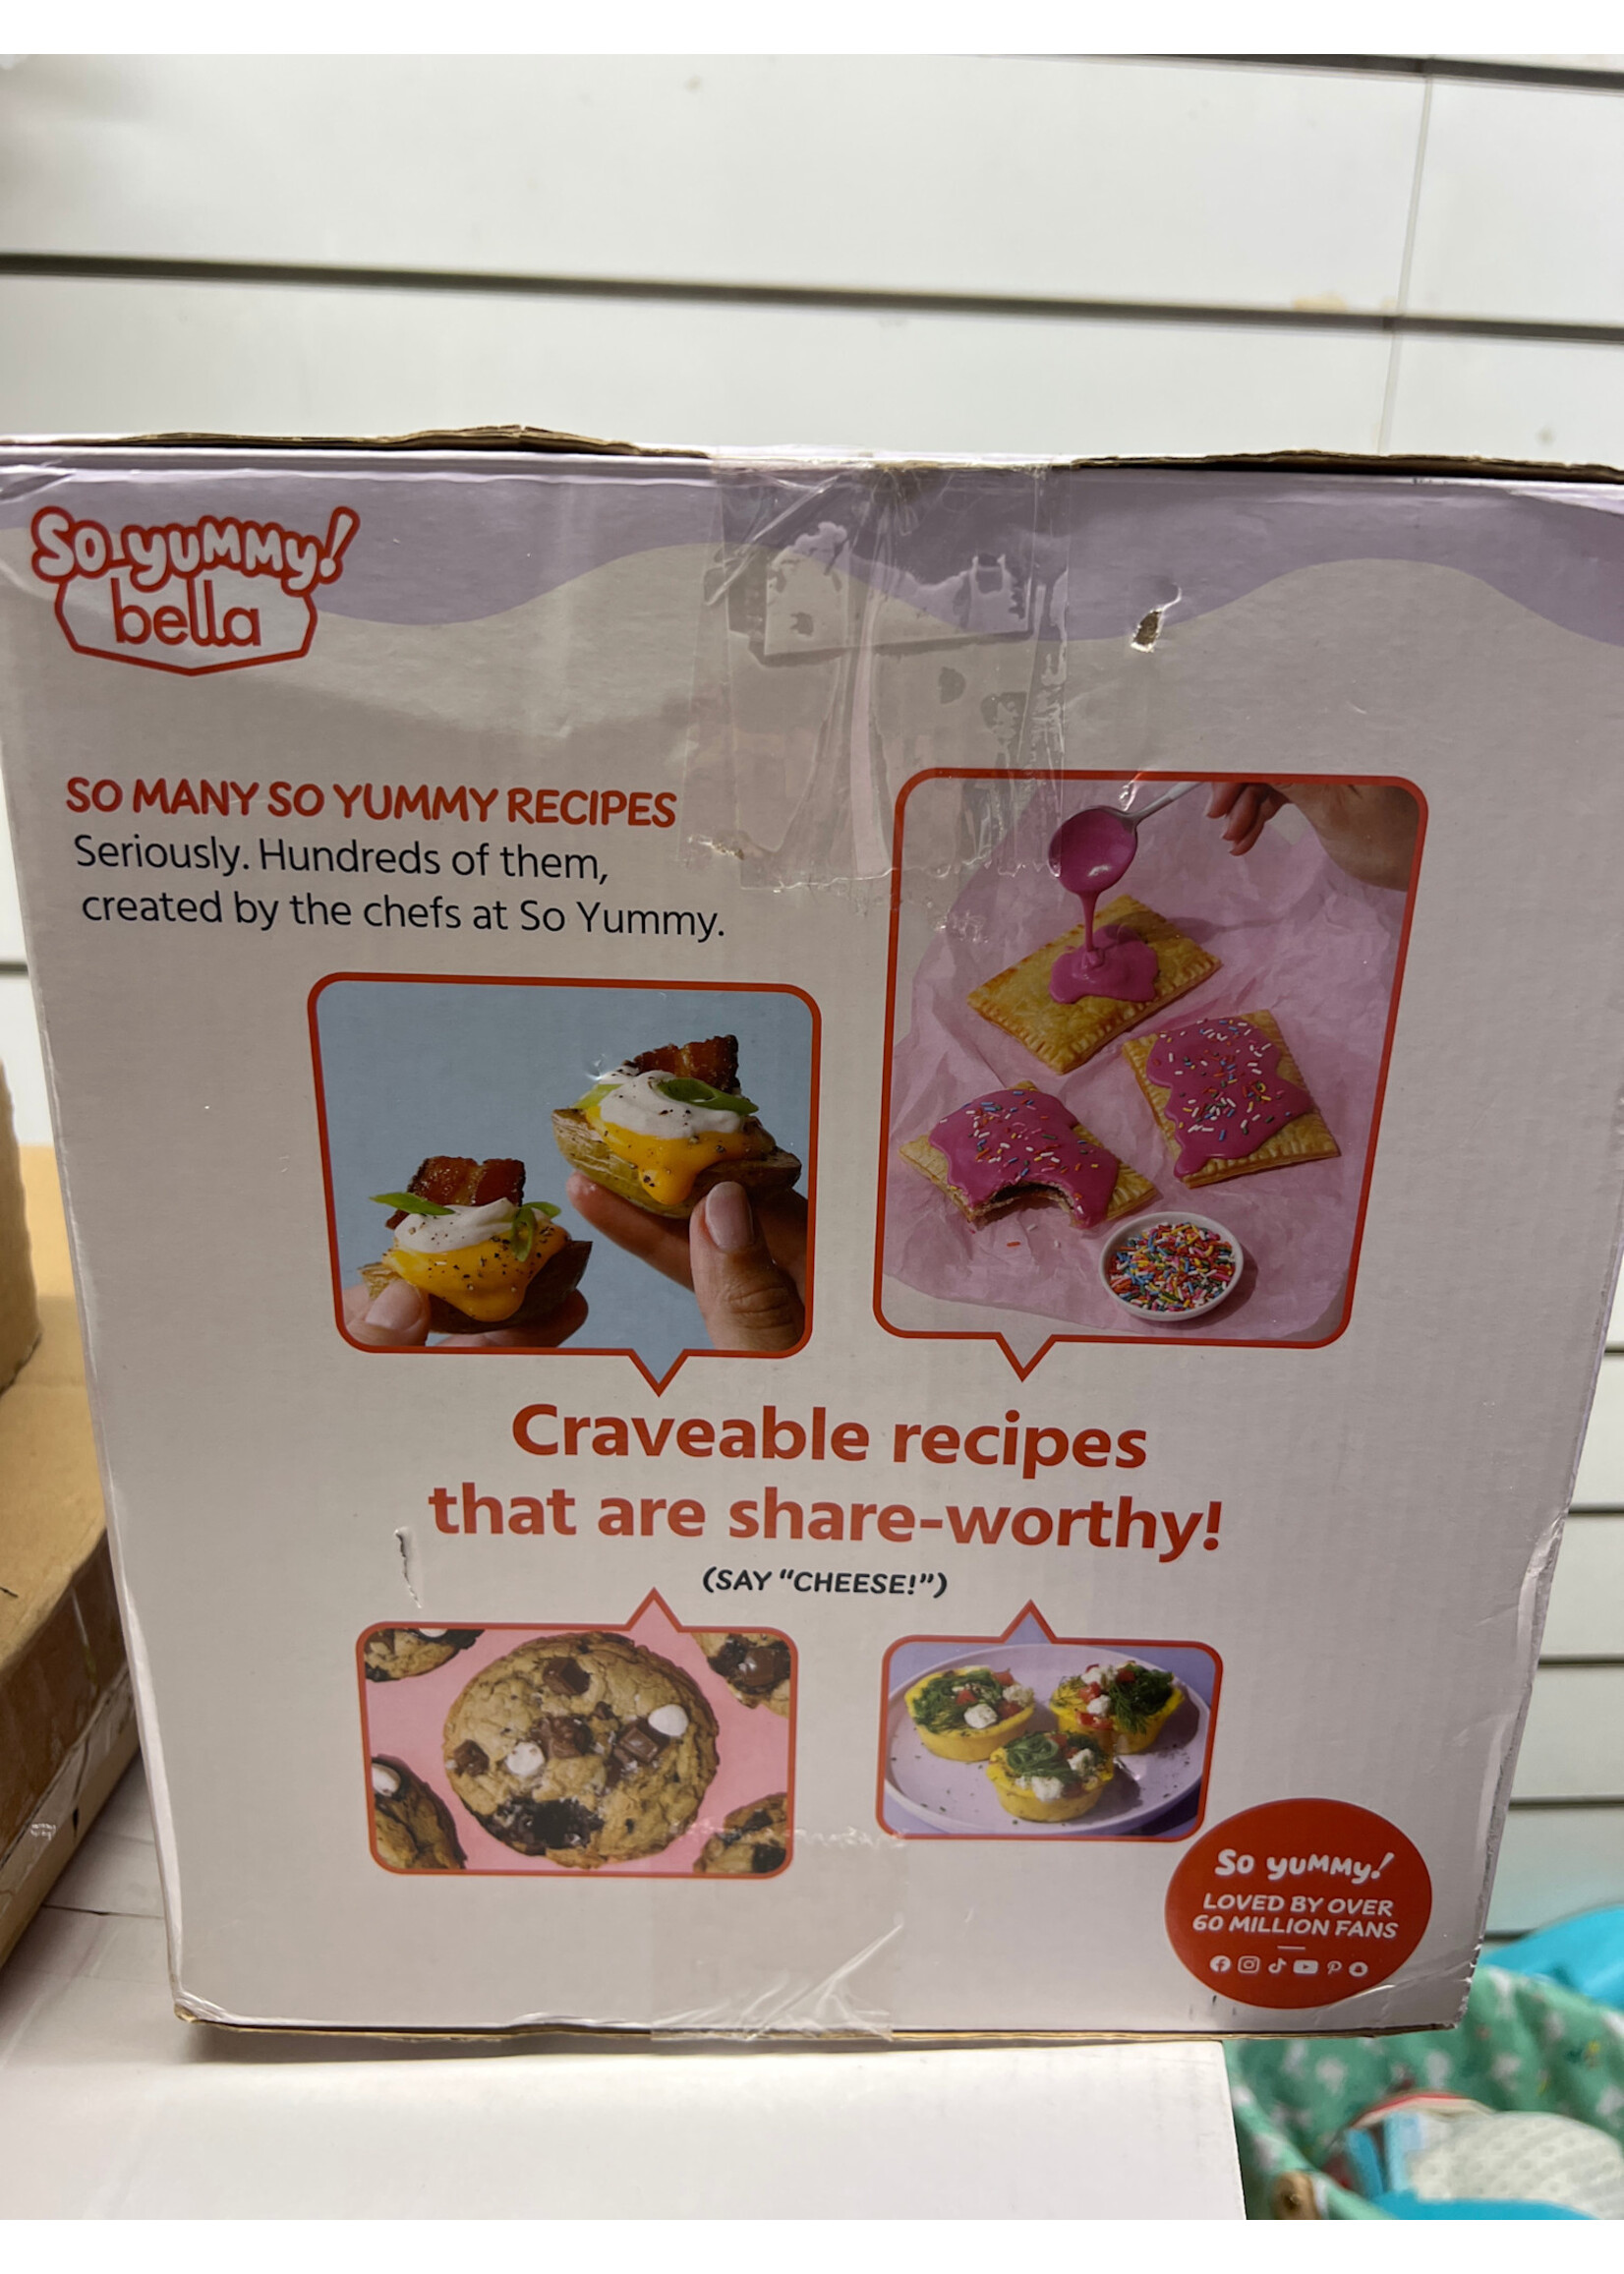 So yummy!
bella
SO MANY SO YUMMY RECIPES
Seriously. Hundreds of them,
created by the chefs at So Yummy.
Craveable recipes
that are share-worthy!
(SAY “CHEESE!”)
So yummy!
LOVED BY OVER
60 MILLION FANS